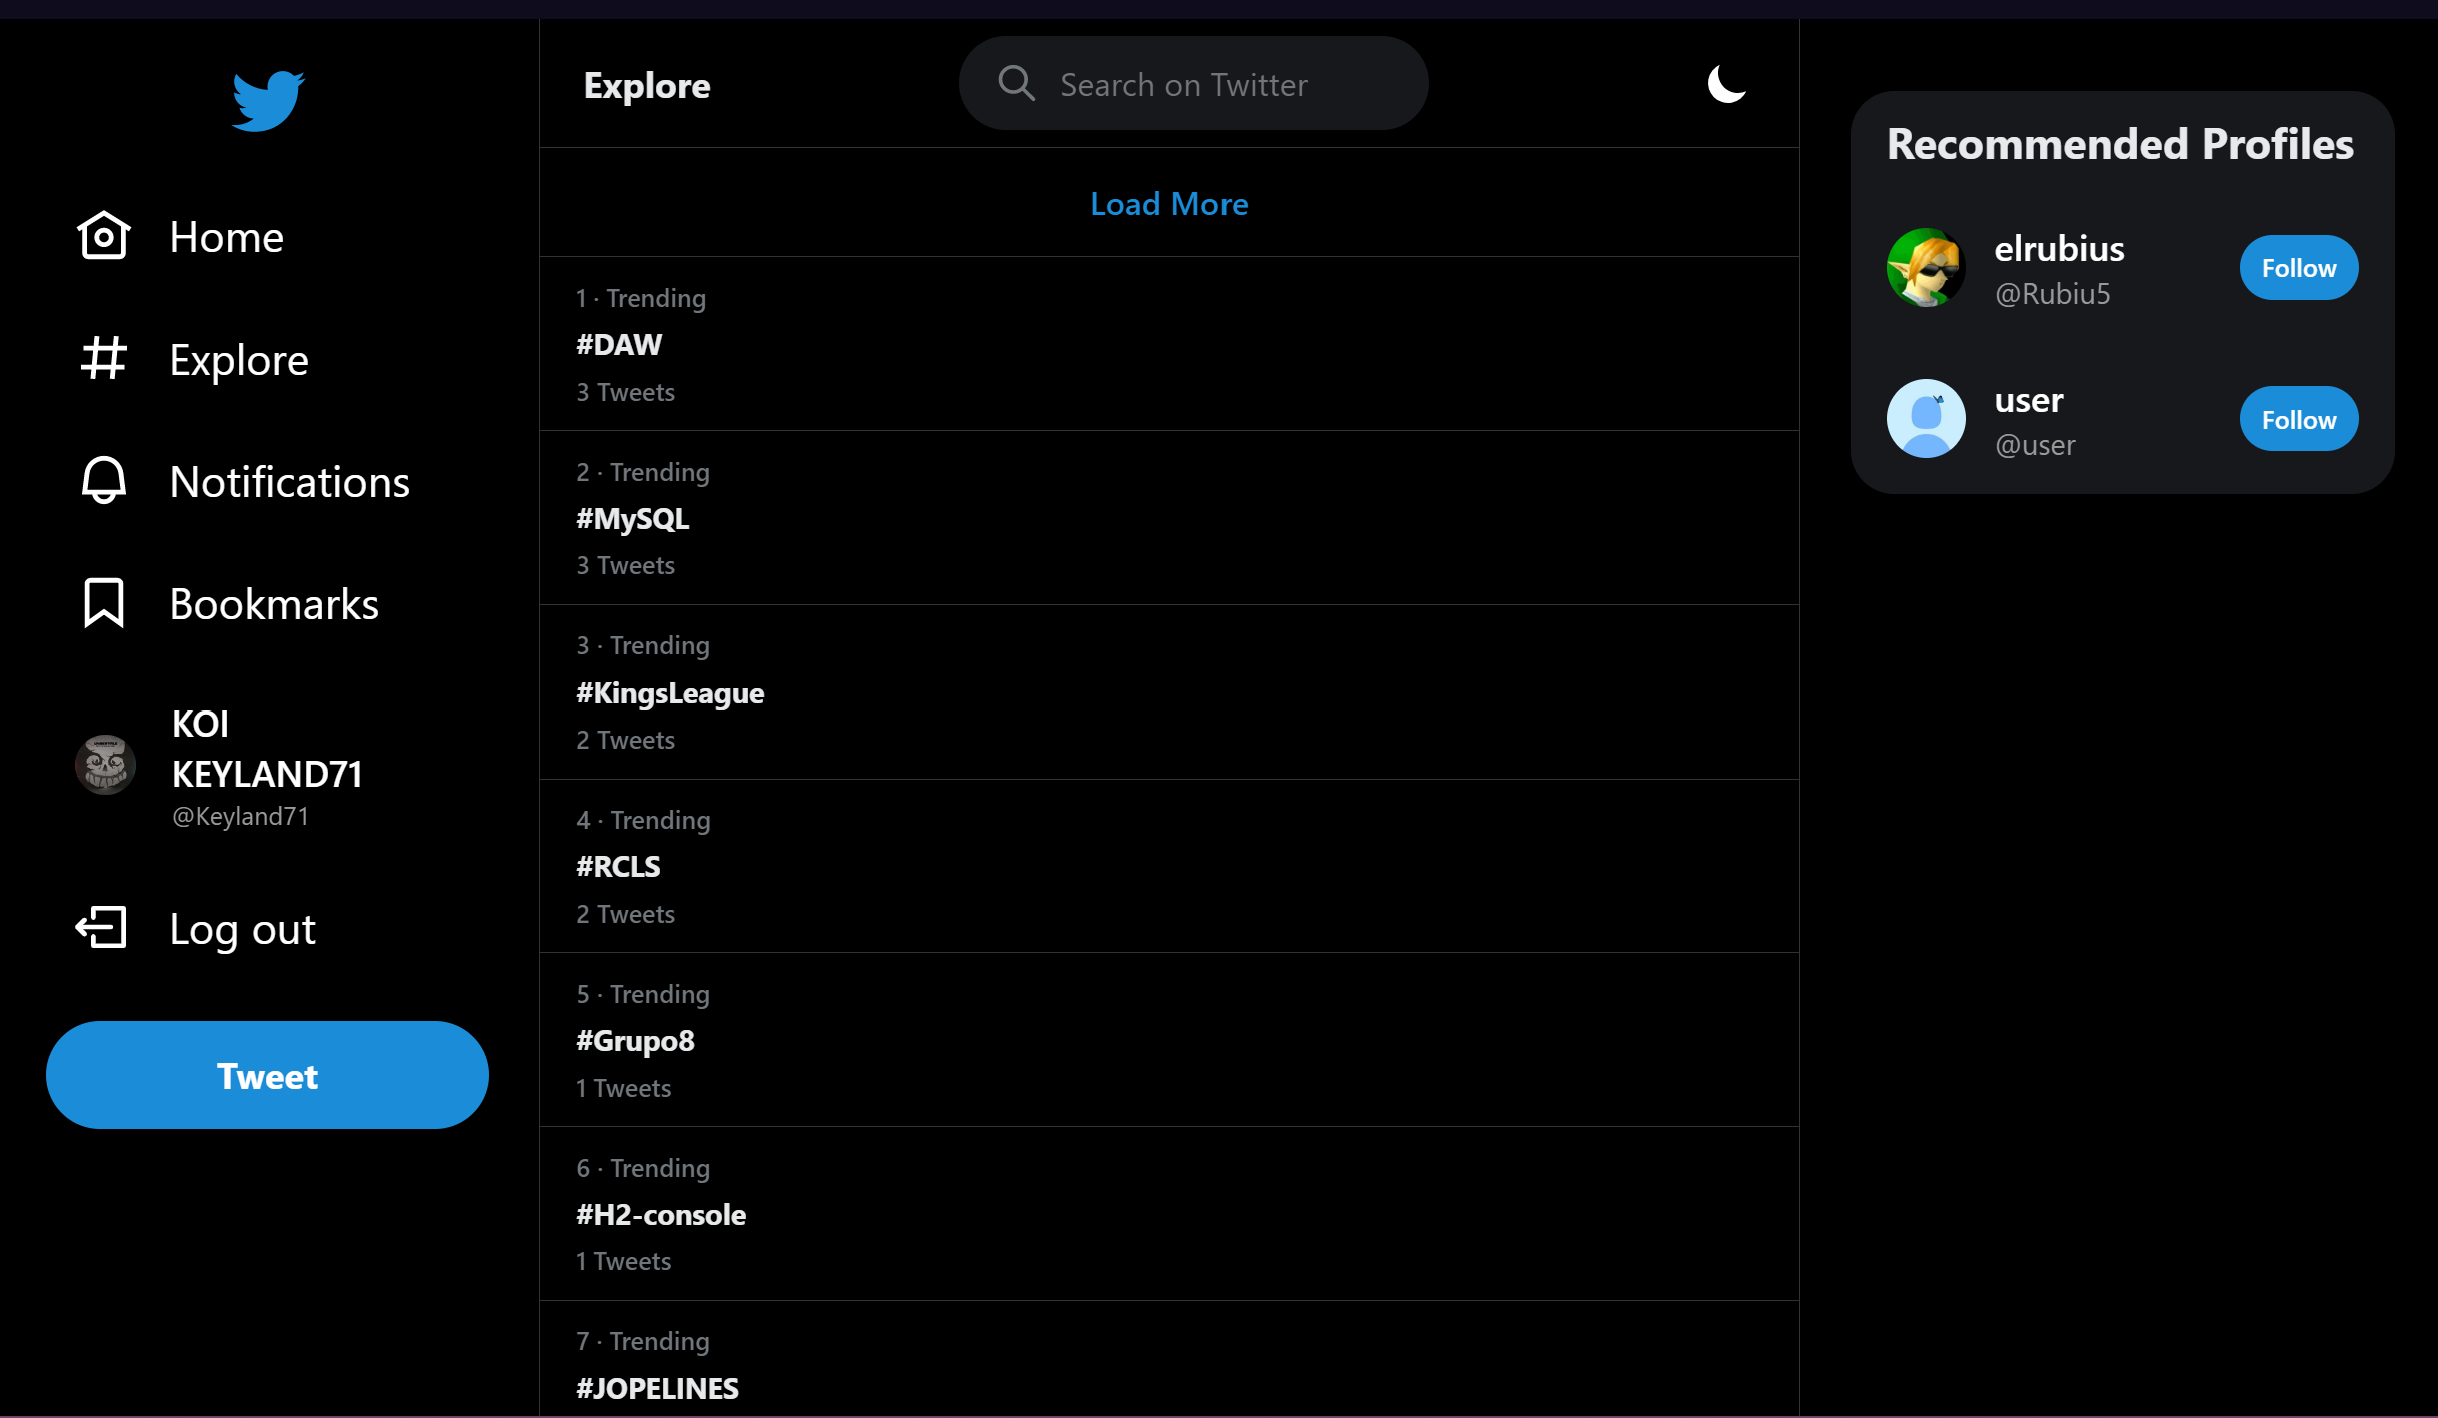 Home
Explore
Notifications
Bookmarks
KOI
KEYLAND71
@Keyland71
Log out
Tweet
Explore
Search on Twitter
Load More
1 · Trending
#DAW
3 Tweets
2 · Trending
#MySQL
3 Tweets
3 · Trending
#KingsLeague
2 Tweets
4 · Trending
#RCLS
2 Tweets
5 · Trending
#Grupo8
1 Tweets
6 · Trending
#H2-console
1 Tweets
7 · Trending
#JOPELINES
Recommended Profiles
elrubius
@Rubiu5
Follow
user
@user
Follow